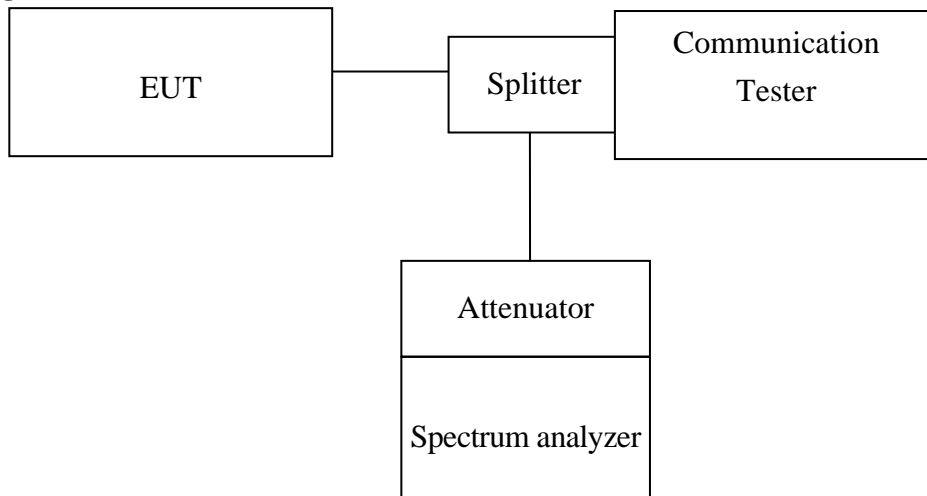 EUT
Splitter
Communication
Tester
Attenuator
Spectrum analyzer